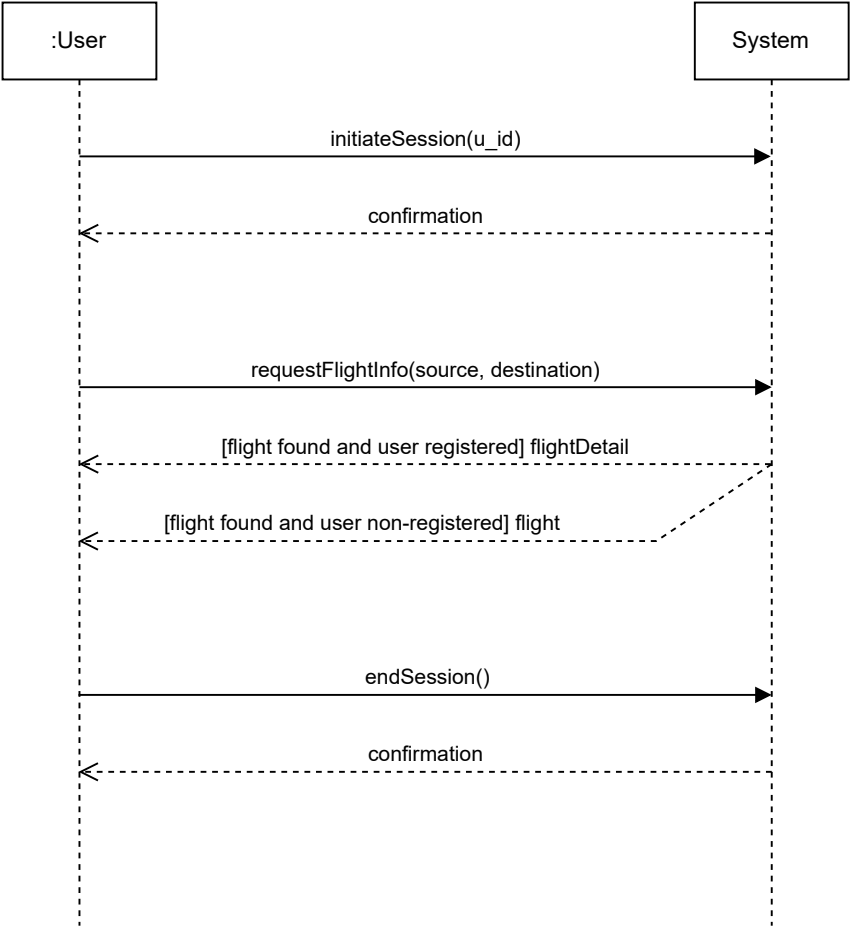 :User
System
initiateSession(u_id)
confirmation
requestFlightInfo(source, destination)
[flight found and user registered] flightDetail
[flight found and user non-registered] flight
endSession()
confirmation